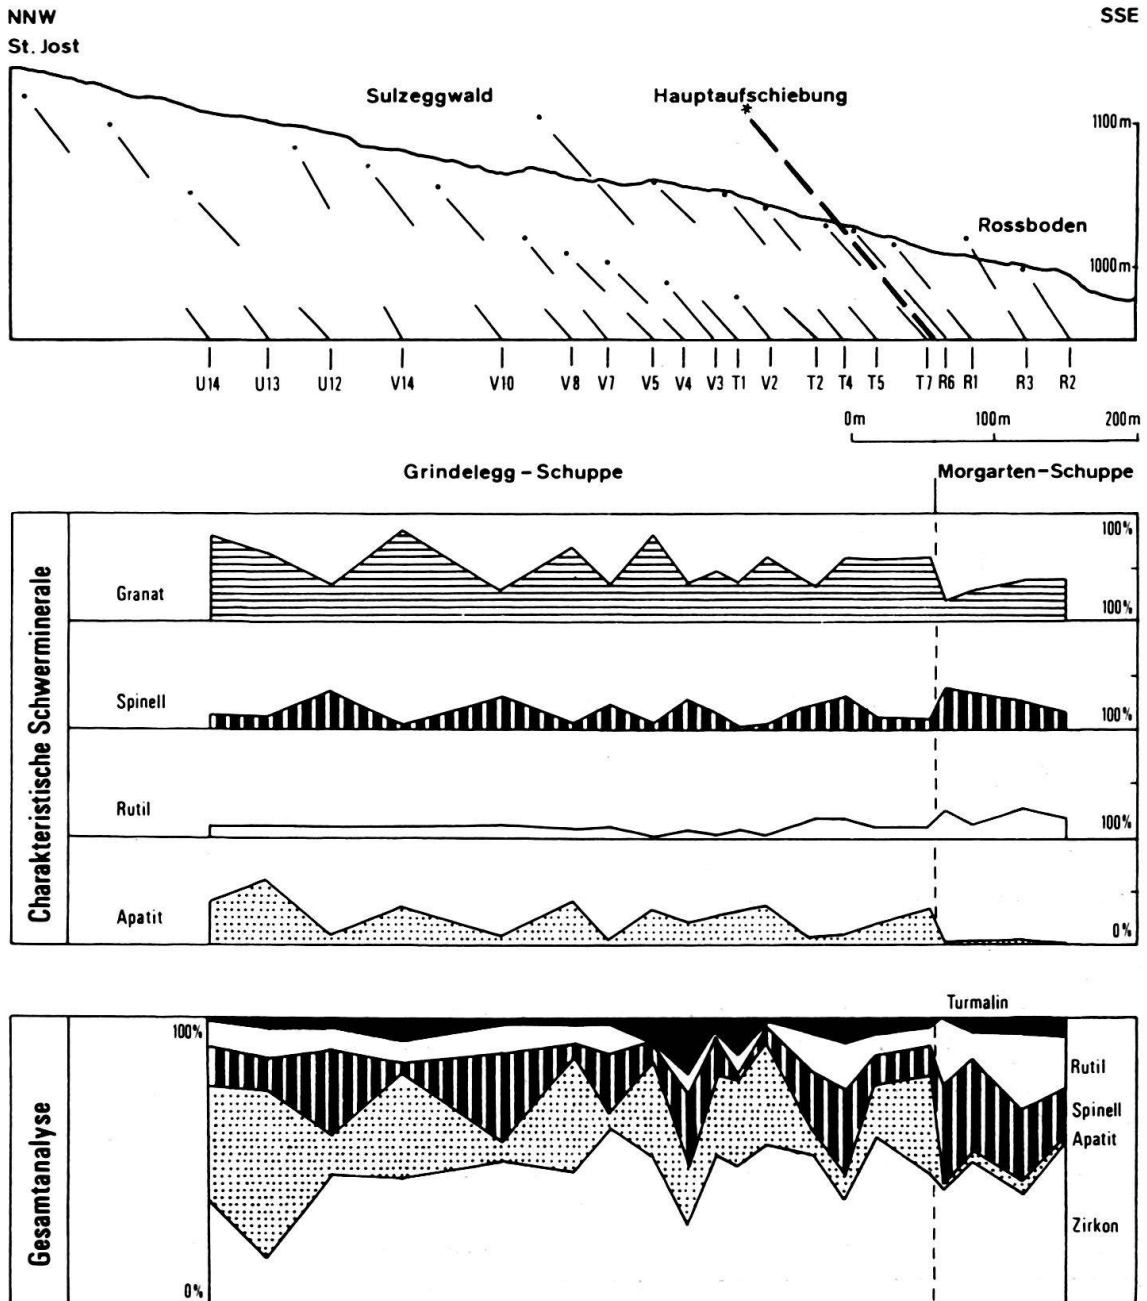 NNW
SSE
St. Jost
Sulzeggwald
Hauptaufschiebung
*
1100m
Rossboden
1000m
U14 U13 U12 V14 V10 V8 V7 V5 V4 V3 T1 V2 T2 T4 T5 T7 R6 R1 R3 R2
0m 100m 200m
Grindelegg – Schuppe
Morgarten–Schuppe
Charakteristische Schwerminerale
100%
Granat
100%
Spinell
100%
Rutil
100%
Apatit
0%
Turmalin
Gesamtanalyse
100%
Rutil
Spinell
Apatit
Zirkon
0%